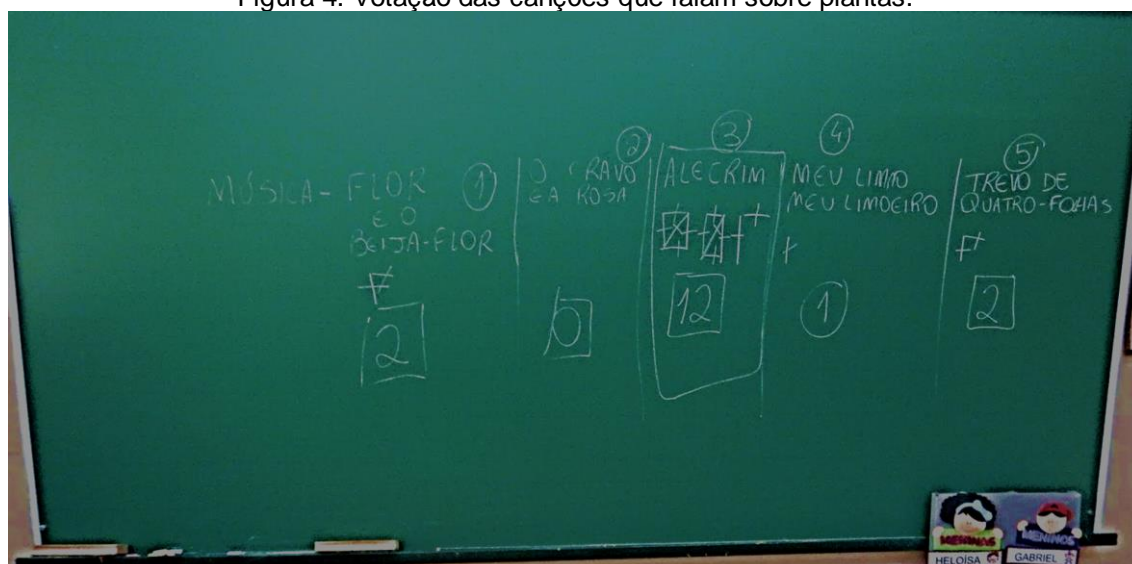 Figura 4: Votação das canções que falam sobre plantas.
MÚSICA - FLOR
E O
BEIJA-FLOR
1
2
2
O CRAVO
E A ROSA
0
3
ALECRIM
12
4
MEU LIMÃO
MEU LIMOEIRO
1
5
TREVO DE
QUATRO-FOLHAS
2
MENINAS
HELOÍSA
MENINOS
GABRIEL